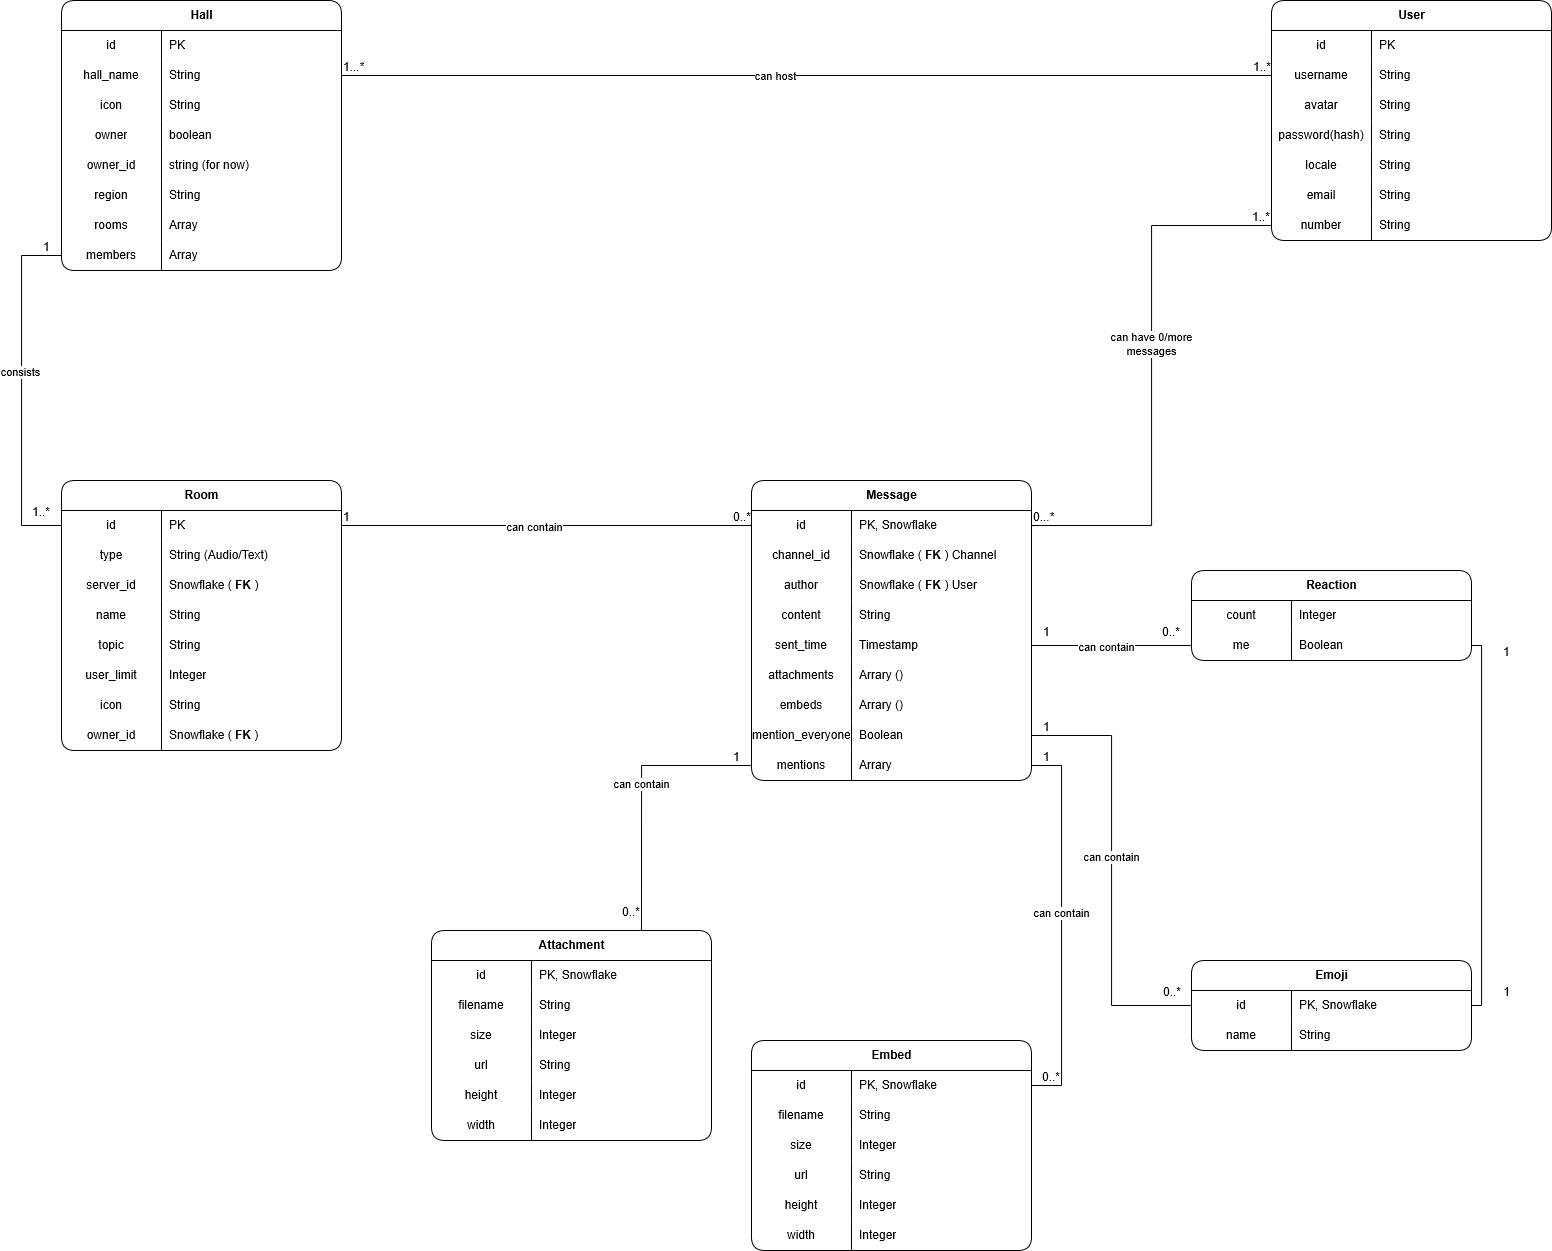 Hall
id PK
hall_name String
icon String
owner boolean
owner_id string (for now)
region String
rooms Array
members Array
User
id PK
username String
avatar String
password(hash) String
locale String
email String
number String
1...*
can host
1..*
1
consists
1..*
1..*
can have 0/more
messages
0...*
Room
id PK
type String (Audio/Text)
server_id Snowflake ( FK )
name String
topic String
user_limit Integer
icon String
owner_id Snowflake ( FK )
1
can contain
0..*
Message
id PK, Snowflake
channel_id Snowflake ( FK ) Channel
author Snowflake ( FK ) User
content String
sent_time Timestamp
attachments Arrary ()
embeds Arrary ()
mention_everyone Boolean
mentions Arrary
Reaction
count Integer
me Boolean
1
can contain
0..*
1
1
can contain
0..*
1
can contain
0..*
1
can contain
0..*
1
Attachment
id PK, Snowflake
filename String
size Integer
url String
height Integer
width Integer
Emoji
id PK, Snowflake
name String
Embed
id PK, Snowflake
filename String
size Integer
url String
height Integer
width Integer